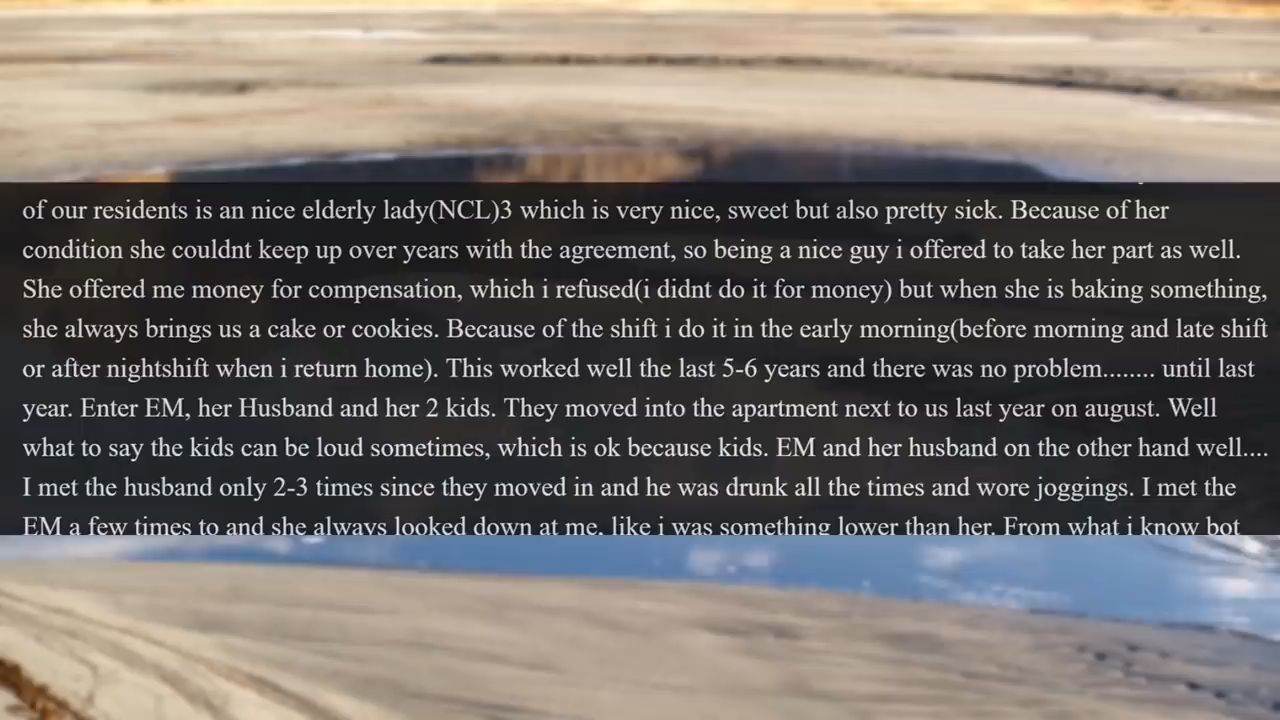 of our residents is an nice elderly lady(NCL)3 which is very nice, sweet but also pretty sick. Because of her
condition she couldnt keep up over years with the agreement, so being a nice guy i offered to take her part as well.
She offered me money for compensation, which i refused(i didnt do it for money) but when she is baking something,
she always brings us a cake or cookies. Because of the shift i do it in the early morning(before morning and late shift
or after nightshift when i return home). This worked well the last 5-6 years and there was no problem........ until last
year. Enter EM, her Husband and her 2 kids. They moved into the apartment next to us last year on august. Well
what to say the kids can be loud sometimes, which is ok because kids. EM and her husband on the other hand well....
I met the husband only 2-3 times since they moved in and he was drunk all the times and wore joggings. I met the
EM a few times to and she always looked down at me, like i was something lower than her. From what i know bot